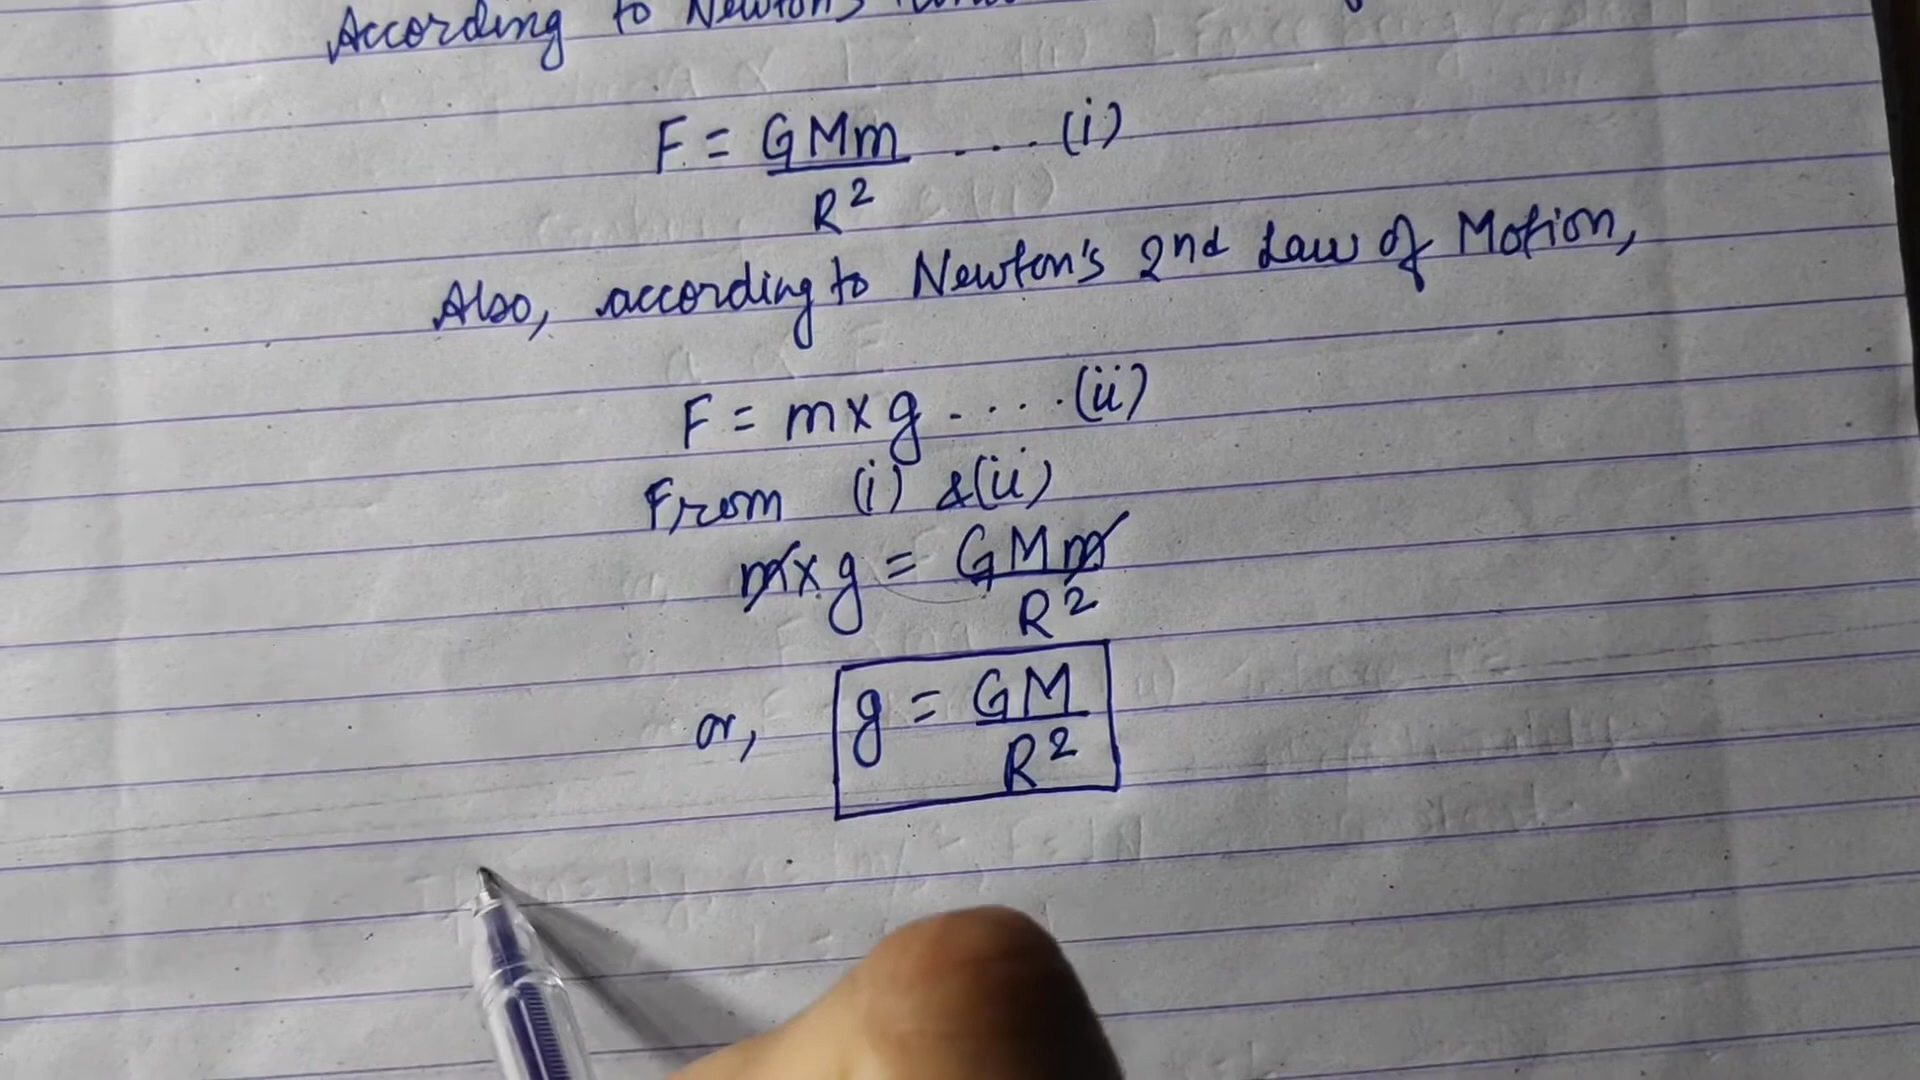 According to Newton's
F = GMm/R² .... (i)
Also, according to Newton's 2nd Law of Motion,
F = m x g ..... (ii)
From (i) & (ii)
m x g = GMm/R²
or, g = GM/R²